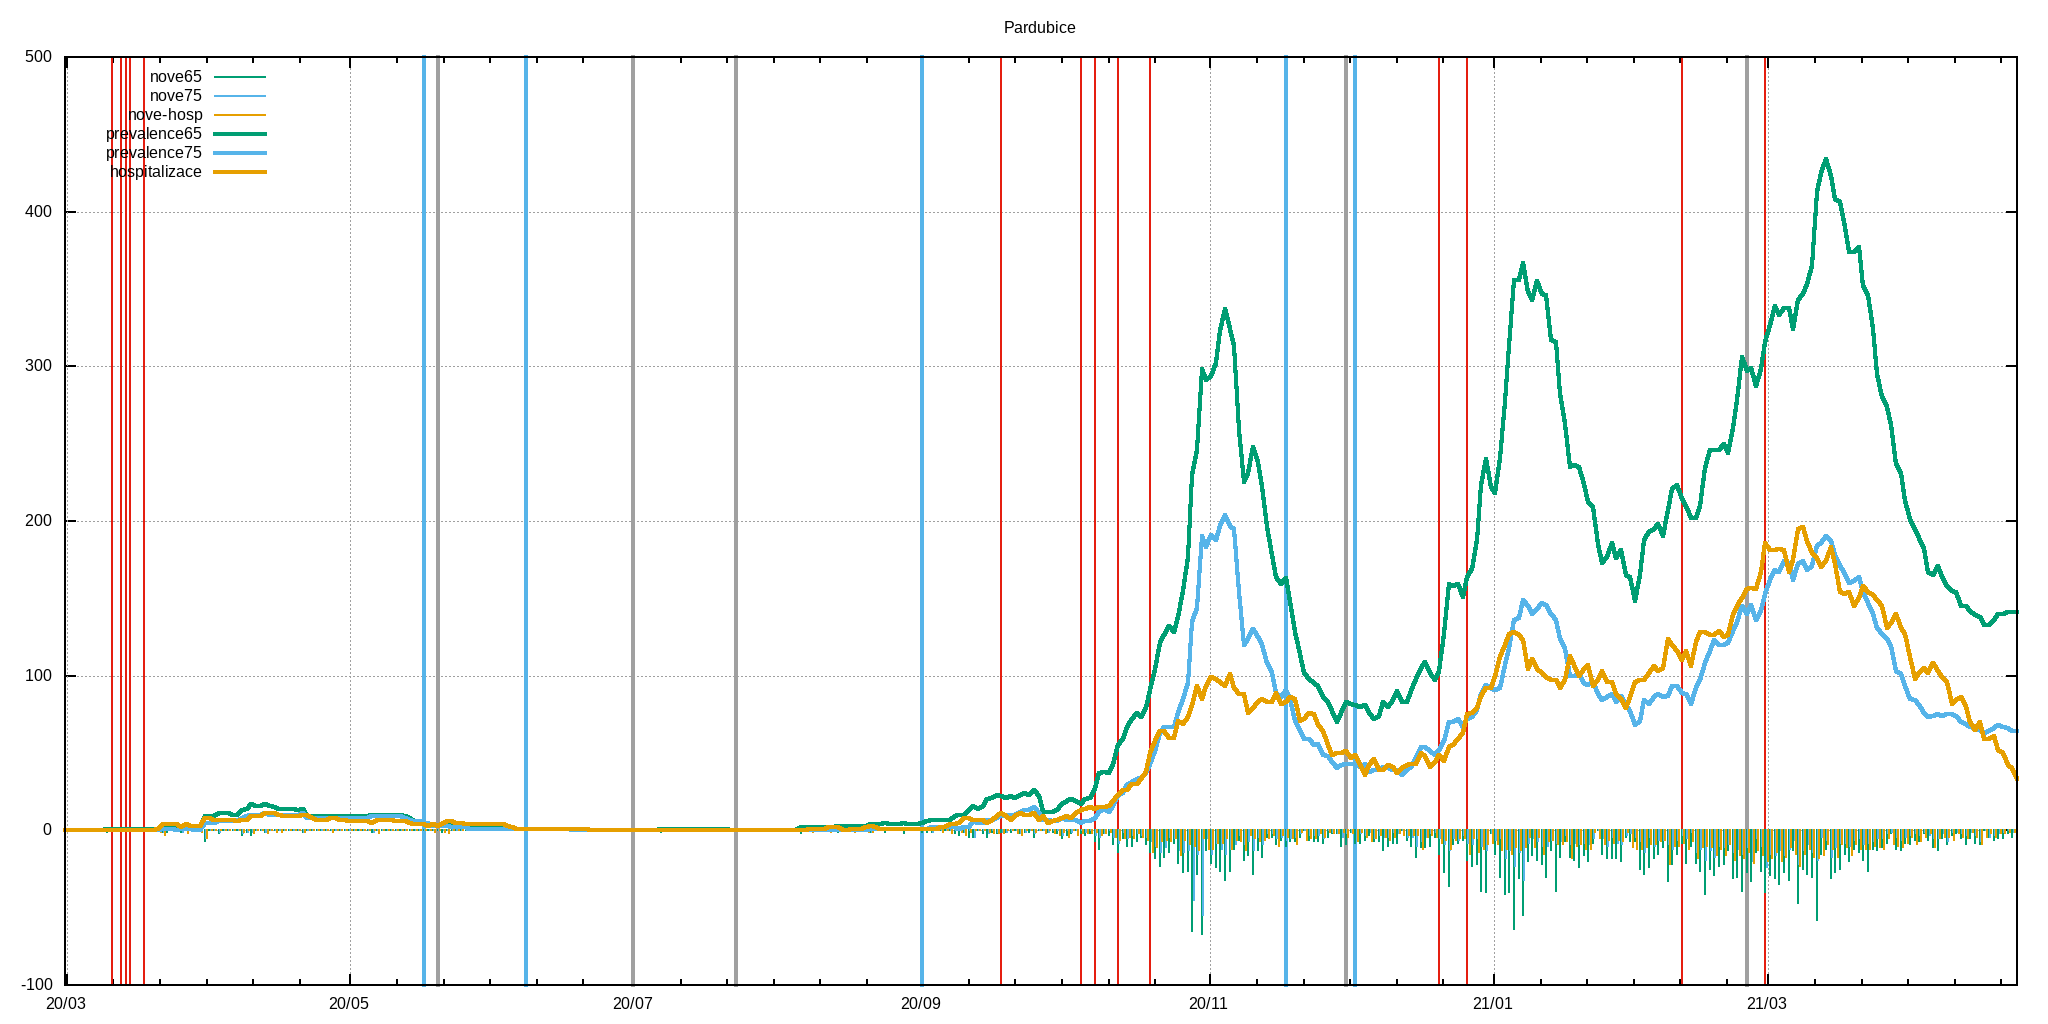 Pardubice
500
nove65
nove75
nove-hosp
prevalence65
prevalence75
hospitalizace
400
300
200
100
0
-100
20/03 20/05 20/07 20/09 20/11 21/01 21/03